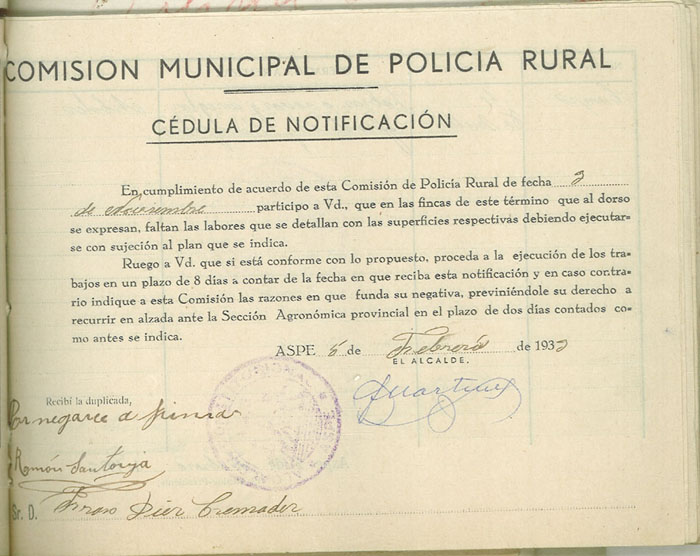 COMISION MUNICIPAL DE POLICIA RURAL
CÉDULA DE NOTIFICACIÓN
En cumplimiento de acuerdo de esta Comisión de Policía Rural de fecha 2
de Noviembre participo a Vd., que en las fincas de este término que al dorso
se expresan, faltan las labores que se detallan con las superficies respectivas debiendo ejecutar-
se con sujeción al plan que se indica.
Ruego a Vd. que si está conforme con lo propuesto, proceda a la ejecución de los tra-
bajos en un plazo de 8 días a contar de la fecha en que reciba esta notificación y en caso contra-
rio indique a esta Comisión las razones en que funda su negativa, previniéndole su derecho a
recurrir en alzada ante la Sección Agronómica provincial en el plazo de dos días contados co-
mo antes se indica.
ASPE 5 de Febrero de 193
EL ALCALDE.
Recibí la duplicada,
Por negarce a firmar
Ramón Santonja
Sr. D. Cremades